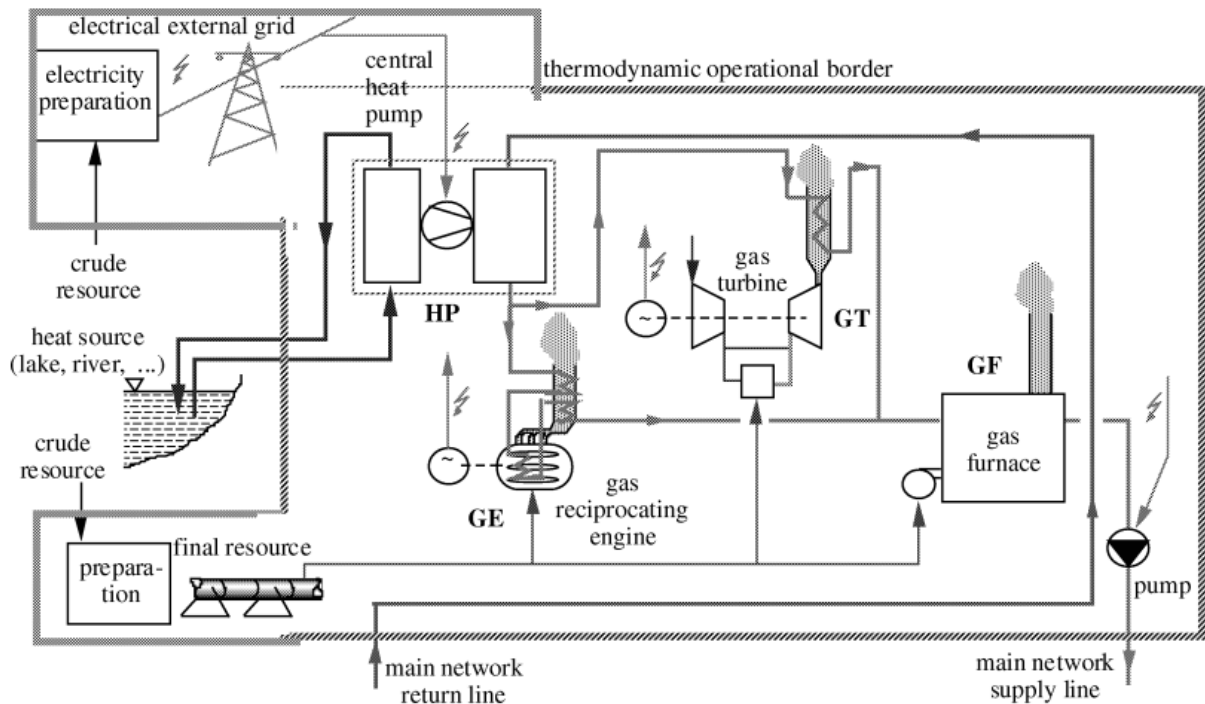 electrical external grid
electricity
preparation
central
heat
pump
thermodynamic operational border
crude
resource
HP
gas
turbine
GT
heat source
(lake, river, ...)
GF
crude
resource
gas
furnace
~
~
GE
gas
reciprocating
engine
final resource
prepara-
tion
pump
main network
return line
main network
supply line